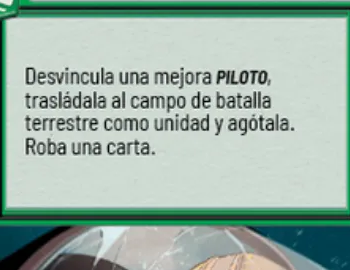 Desvincula una mejora PILOTO,
trasládala al campo de batalla
terrestre como unidad y agótala.
Roba una carta.